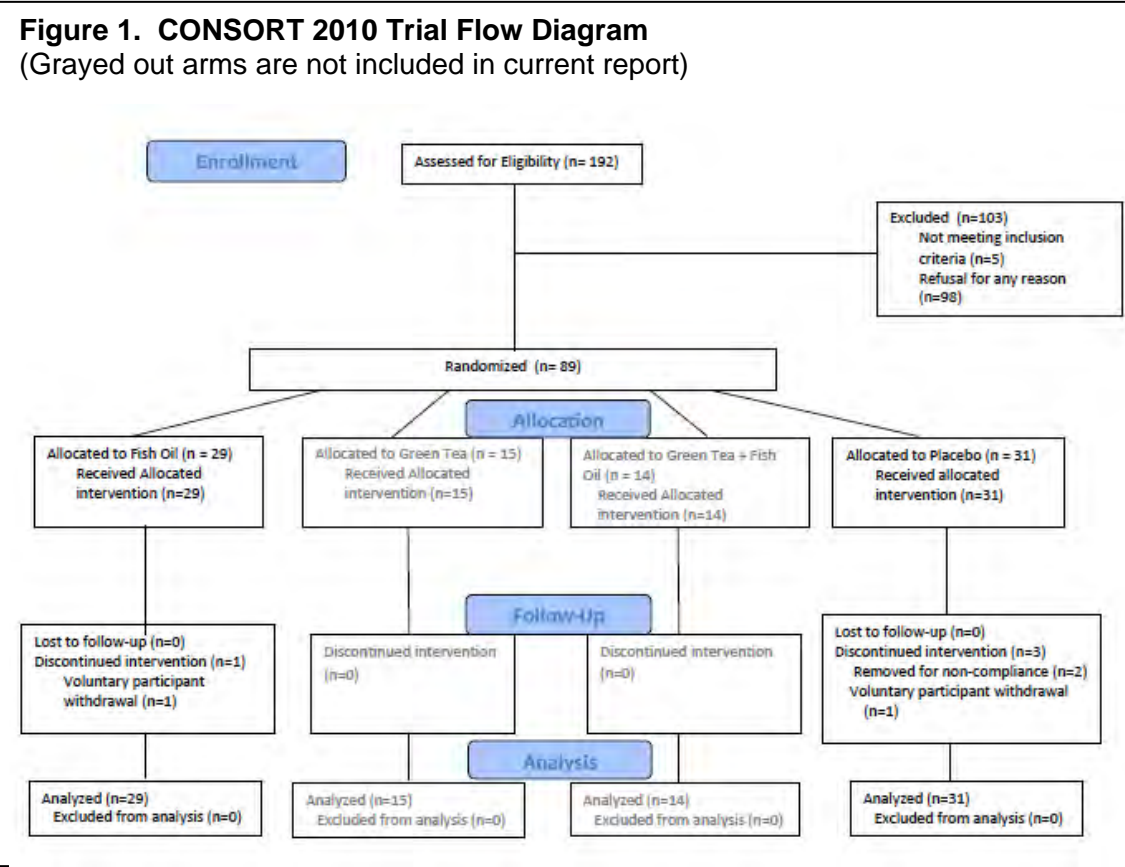 Figure 1. CONSORT 2010 Trial Flow Diagram
(Grayed out arms are not included in current report)
Enrollment
Assessed for Eligibility (n= 192)
Excluded (n=103)
Not meeting inclusion
criteria (n=5)
Refusal for any reason
(n=98)
Randomized (n= 89)
Allocation
Allocated to Fish Oil (n = 29)
Received Allocated
intervention (n=29)
Allocated to Green Tea (n = 15)
Received Allocated
intervention (n=15)
Allocated to Green Tea + Fish
Oil (n = 14)
Received Allocated
intervention (n=14)
Allocated to Placebo (n = 31)
Received allocated
intervention (n=31)
Follow-Up
Lost to follow-up (n=0)
Discontinued intervention (n=1)
Voluntary participant
withdrawal (n=1)
Discontinued intervention
(n=0)
Discontinued intervention
(n=0)
Lost to follow-up (n=0)
Discontinued intervention (n=3)
Removed for non-compliance (n=2)
Voluntary participant withdrawal
(n=1)
Analysis
Analyzed (n=29)
Excluded from analysis (n=0)
Analyzed (n=15)
Excluded from analysis (n=0)
Analyzed (n=14)
Excluded from analysis (n=0)
Analyzed (n=31)
Excluded from analysis (n=0)